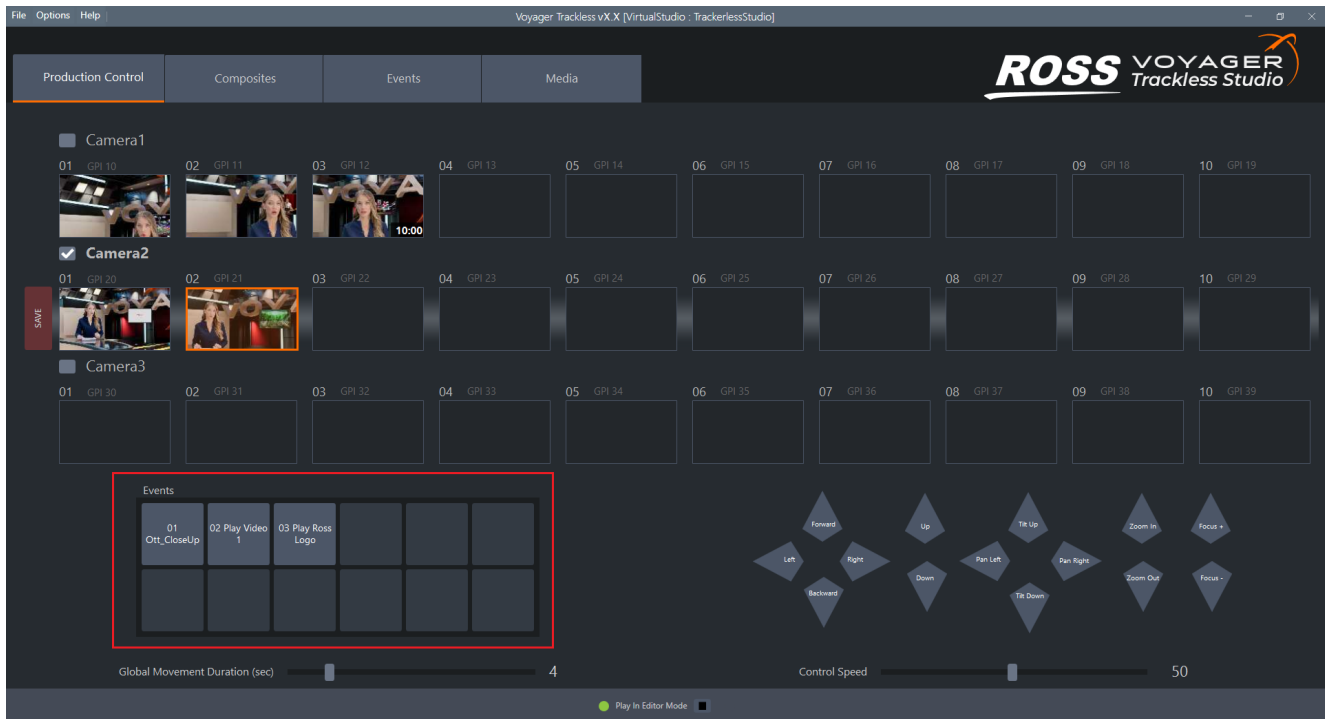 File Options Help
Voyager Trackless vX.X [VirtualStudio : TrackerlessStudio]
Production Control Composites Events Media
ROSS VOYAGER
Trackless Studio
Camera1
01 GPI 10 02 GPI 11 03 GPI 12 04 GPI 13 05 GPI 14 06 GPI 15 07 GPI 16 08 GPI 17 09 GPI 18 10 GPI 19
10:00
Camera2
01 GPI 20 02 GPI 21 03 GPI 22 04 GPI 23 05 GPI 24 06 GPI 25 07 GPI 26 08 GPI 27 09 GPI 28 10 GPI 29
SAVE
Camera3
01 GPI 30 02 GPI 31 03 GPI 32 04 GPI 33 05 GPI 34 06 GPI 35 07 GPI 36 08 GPI 37 09 GPI 38 10 GPI 39
Events
01
Ott_CloseUp
02 Play Video
1
03 Play Ross
Logo
Forward
Left
Right
Backward
Up
Down
Tilt Up
Pan Left
Pan Right
Tilt Down
Zoom In
Zoom Out
Focus +
Focus -
Global Movement Duration (sec) 4
Control Speed 50
Play In Editor Mode